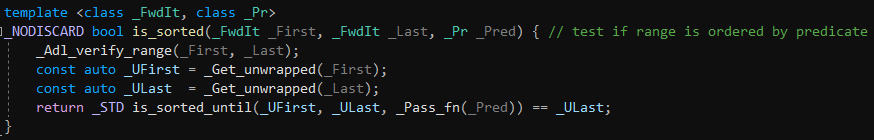 template <class _FwdIt, class _Pr>
_NODISCARD bool is_sorted(_FwdIt _First, _FwdIt _Last, _Pr _Pred) { // test if range is ordered by predicate
    _Adl_verify_range(_First, _Last);
    const auto _UFirst = _Get_unwrapped(_First);
    const auto _ULast  = _Get_unwrapped(_Last);
    return _STD is_sorted_until(_UFirst, _ULast, _Pass_fn(_Pred)) == _ULast;
}